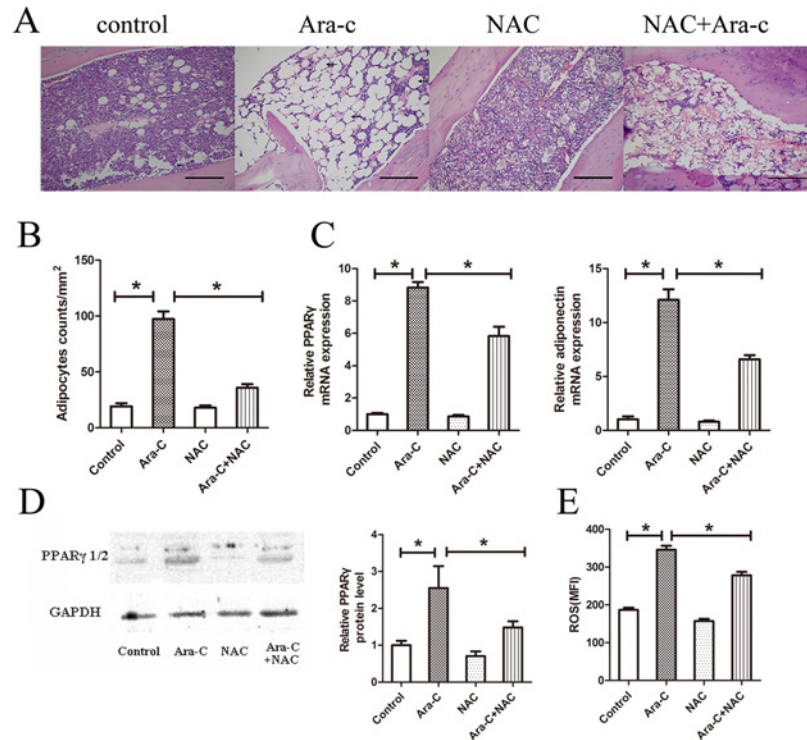 A
control
Ara-c
NAC
NAC+Ara-c
B
Adipocytes counts/mm²
150
100
50
0
*
*
Control
Ara-C
NAC
Ara-C+NAC
C
Relative PPARγ
mRNA expression
10
8
6
4
2
0
*
*
Control
Ara-C
NAC
Ara-C+NAC
Relative adiponectin
mRNA expression
15
10
5
0
*
*
Control
Ara-C
NAC
Ara-C+NAC
D
PPARγ 1/2
GAPDH
Control
Ara-C
NAC
Ara-C
+NAC
Relative PPARγ
protein level
4
3
2
1
0
*
*
Control
Ara-C
NAC
Ara-C+NAC
E
ROS(MFI)
400
300
200
100
0
*
*
Control
Ara-C
NAC
Ara-C+NAC